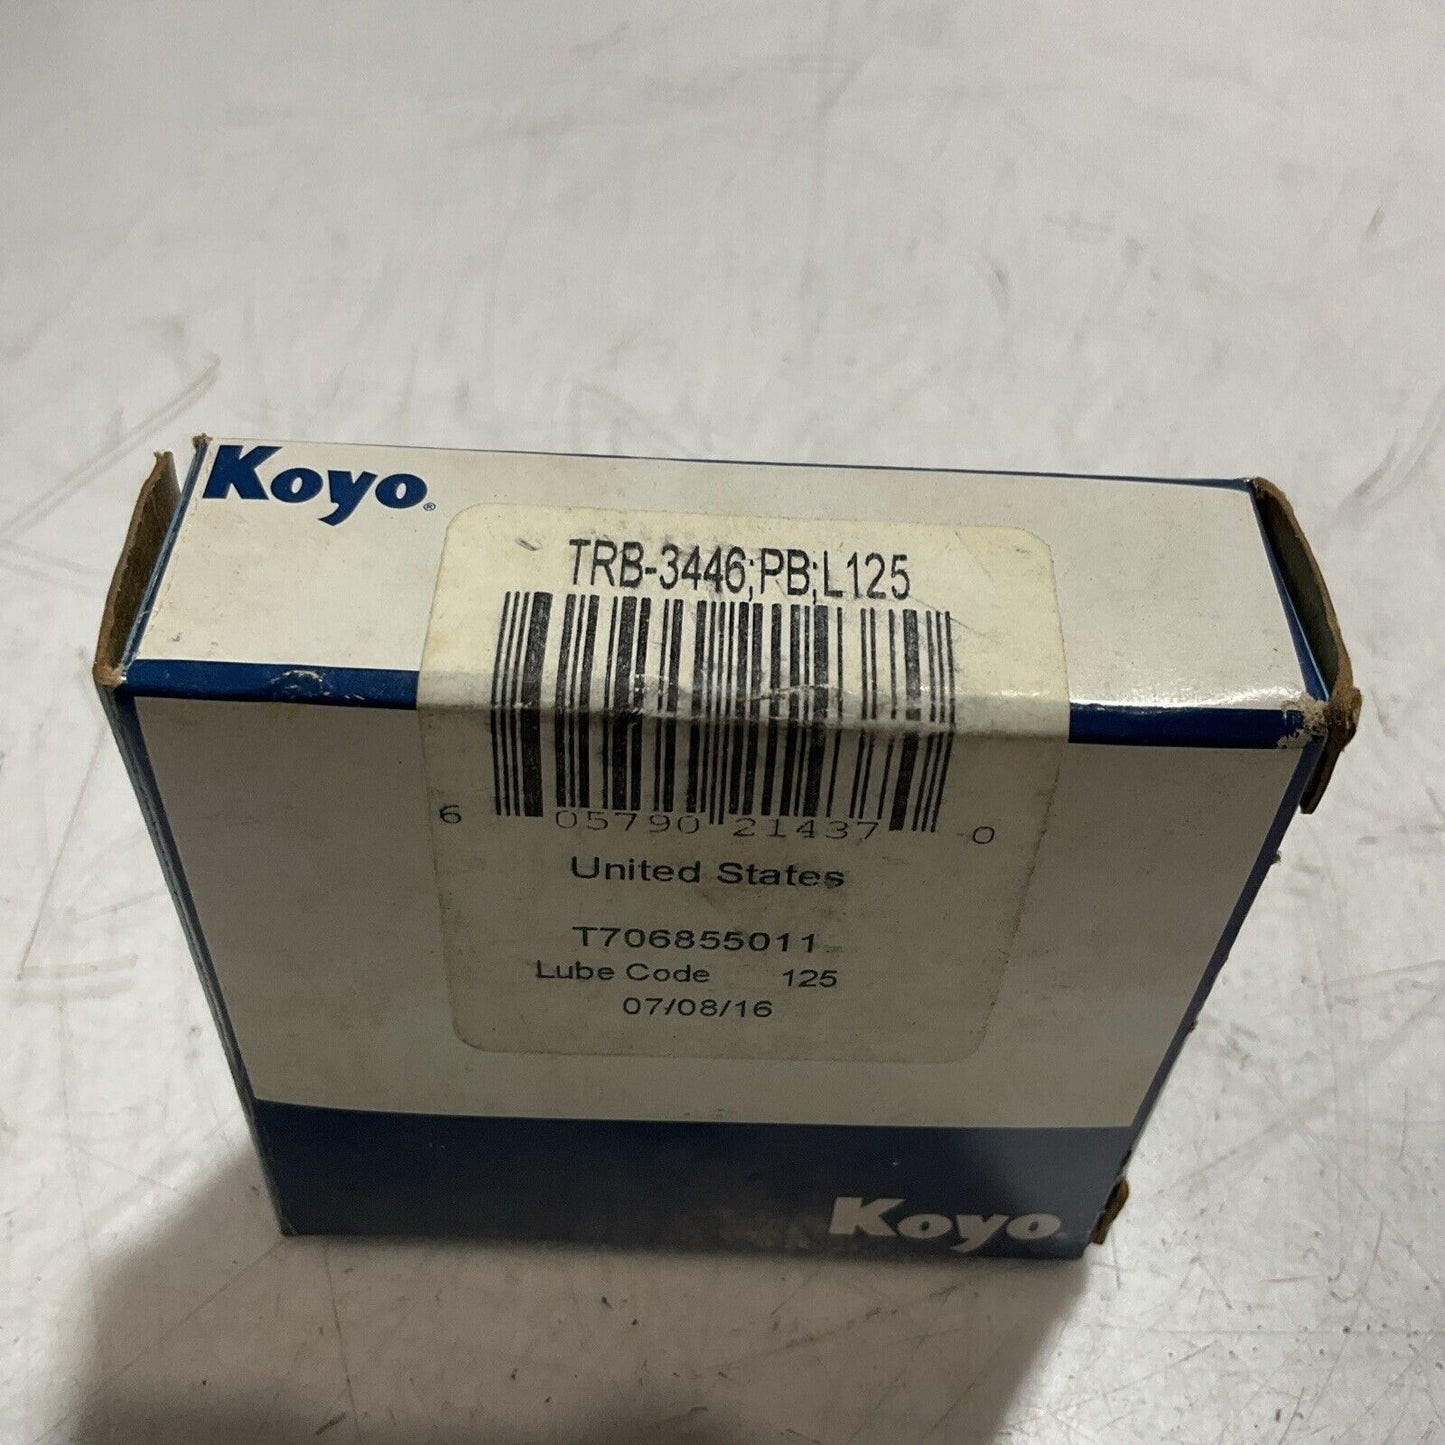 Koyo®
TRB-3446;PB;L125
6 05790 21437 0
United States
T706855011
Lube Code 125
07/08/16
Koyo